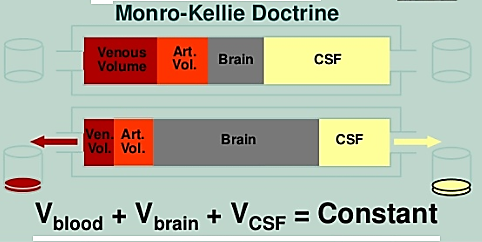 Monro-Kellie Doctrine
Venous Volume
Art. Vol.
Brain
CSF
Ven. Vol.
Art. Vol.
Brain
CSF
Vblood + Vbrain + VCSF = Constant